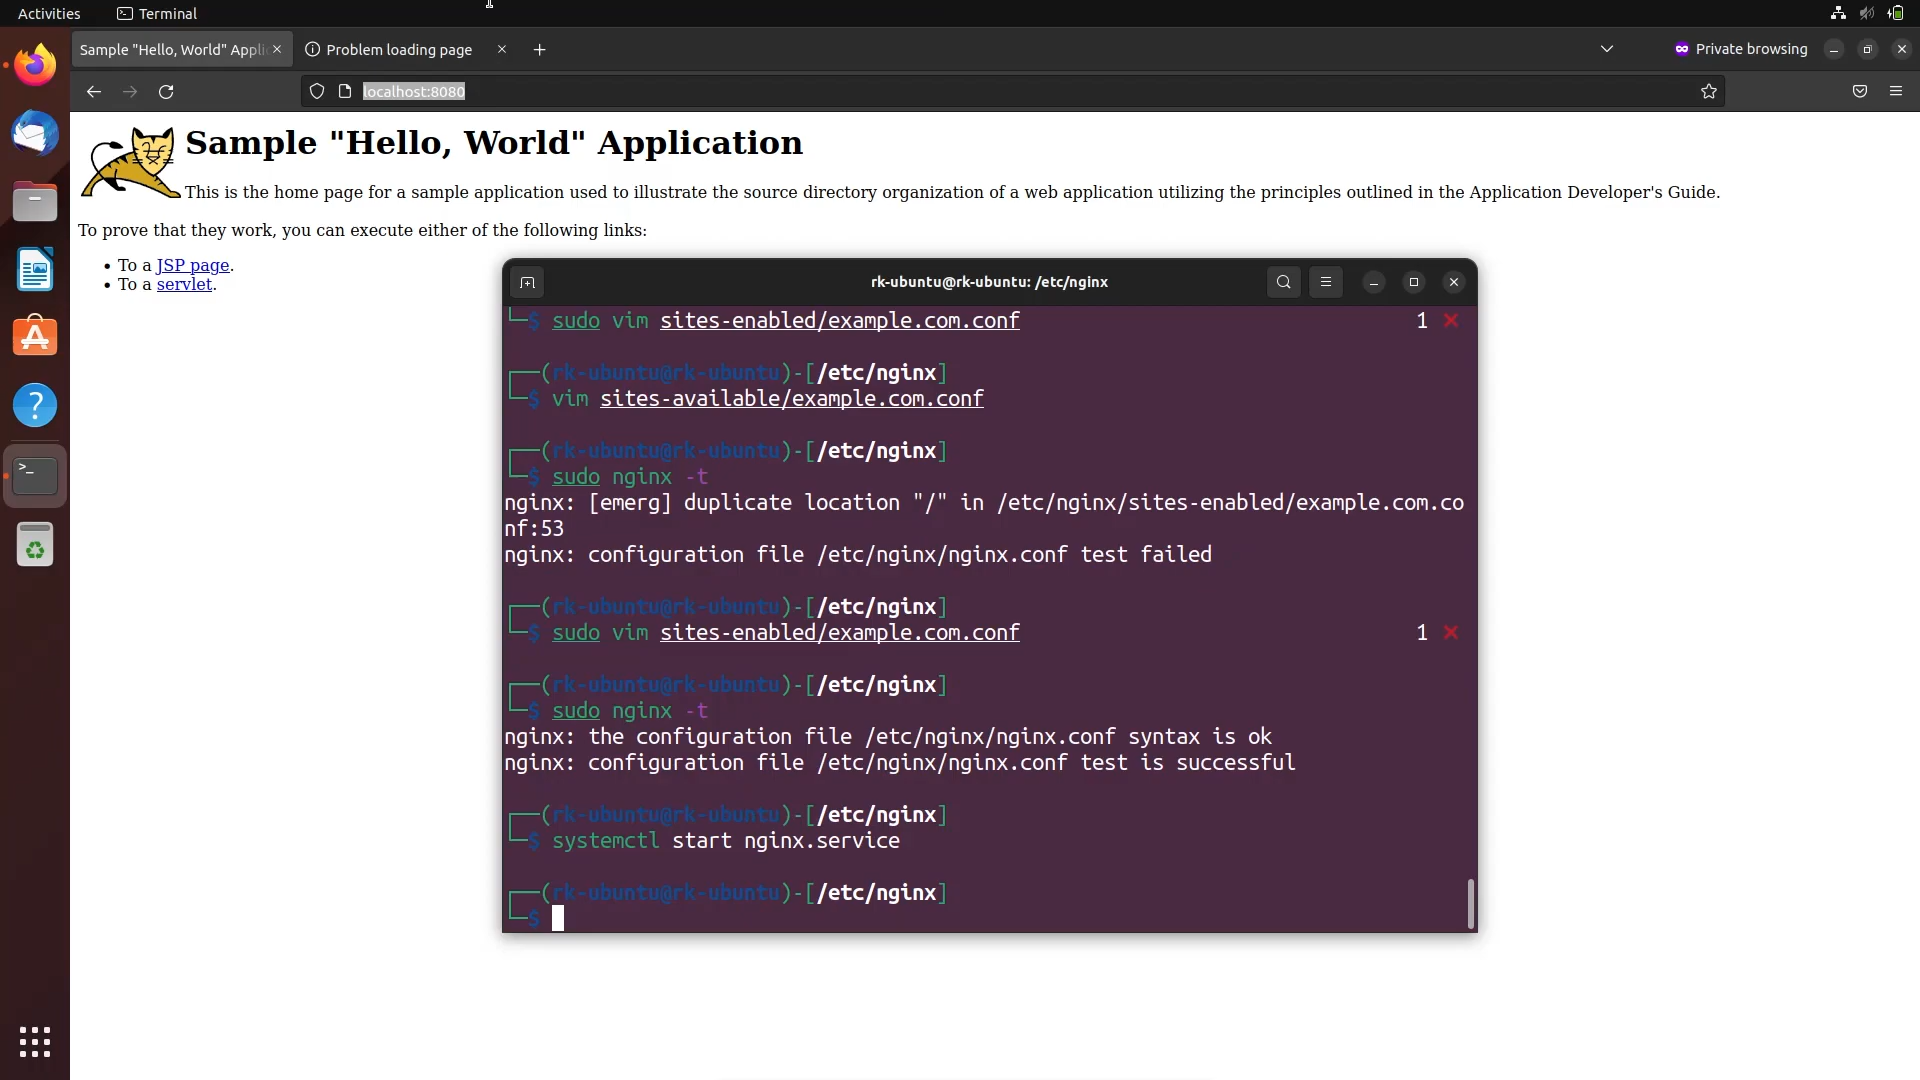 Activities
Terminal
Sample "Hello, World" Appli
Problem loading page
Private browsing
localhost:8080
Sample "Hello, World" Application
This is the home page for a sample application used to illustrate the source directory organization of a web application utilizing the principles outlined in the Application Developer's Guide.
To prove that they work, you can execute either of the following links:
• To a JSP page.
• To a servlet.
rk-ubuntu@rk-ubuntu: /etc/nginx
$ sudo vim sites-enabled/example.com.conf 1 ✕
(rk-ubuntu@rk-ubuntu)-[/etc/nginx]
$ vim sites-available/example.com.conf
(rk-ubuntu@rk-ubuntu)-[/etc/nginx]
$ sudo nginx -t
nginx: [emerg] duplicate location "/" in /etc/nginx/sites-enabled/example.com.co
nf:53
nginx: configuration file /etc/nginx/nginx.conf test failed
(rk-ubuntu@rk-ubuntu)-[/etc/nginx]
$ sudo vim sites-enabled/example.com.conf 1 ✕
(rk-ubuntu@rk-ubuntu)-[/etc/nginx]
$ sudo nginx -t
nginx: the configuration file /etc/nginx/nginx.conf syntax is ok
nginx: configuration file /etc/nginx/nginx.conf test is successful
(rk-ubuntu@rk-ubuntu)-[/etc/nginx]
$ systemctl start nginx.service
(rk-ubuntu@rk-ubuntu)-[/etc/nginx]
$